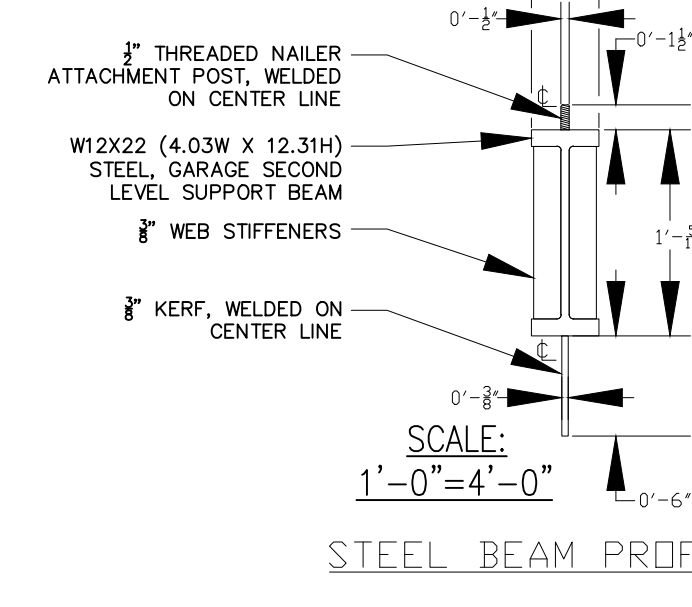 0'-1/2"
0'-1 1/2"
1/2" THREADED NAILER
ATTACHMENT POST, WELDED
ON CENTER LINE
W12X22 (4.03W X 12.31H)
STEEL, GARAGE SECOND
LEVEL SUPPORT BEAM
3/8" WEB STIFFENERS
3/8" KERF, WELDED ON
CENTER LINE
℄
℄
0'-3/8"
0'-6"
SCALE:
1'-0"=4'-0"
STEEL BEAM